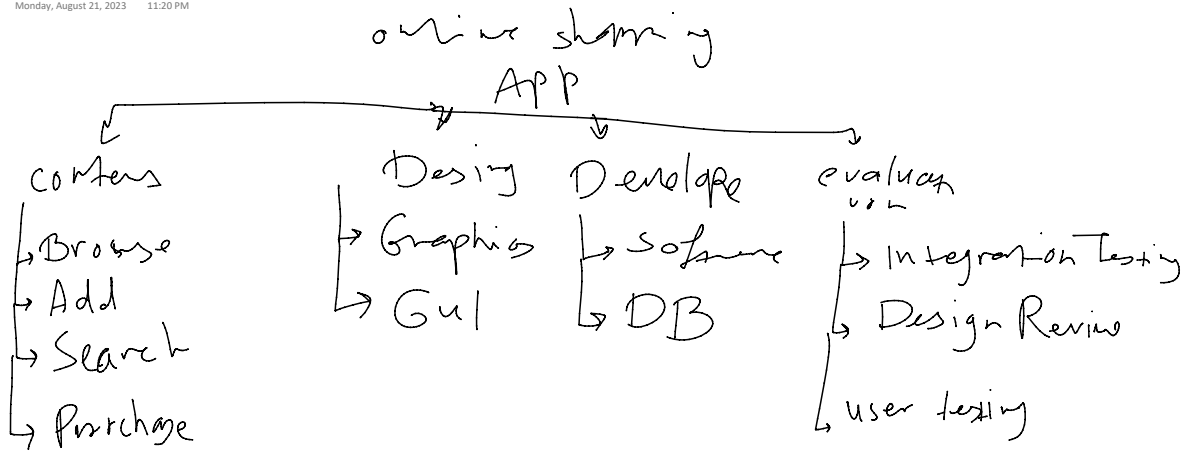 Monday, August 21, 2023 11:20 PM
online shopping
App
contens
Browse
Add
Search
Purchase
Desing
Graphics
GUI
Develope
Software
DB
evaluation
Integration Testing
Design Review
user testing